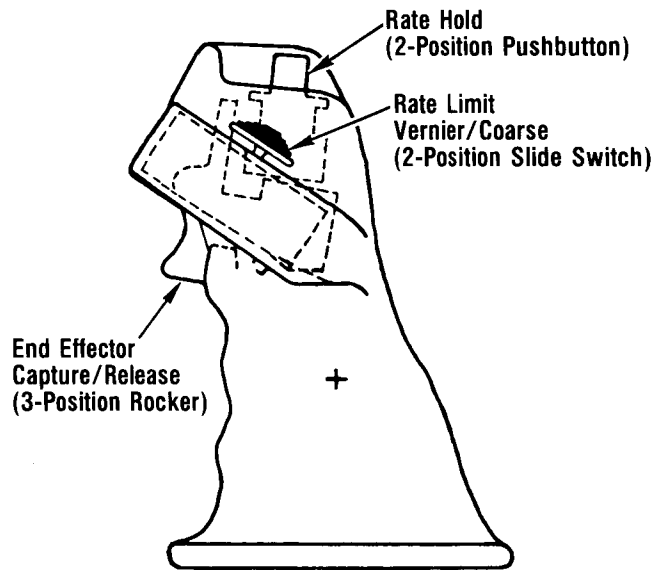 Rate Hold
(2-Position Pushbutton)
Rate Limit
Vernier/Coarse
(2-Position Slide Switch)
End Effector
Capture/Release
(3-Position Rocker)